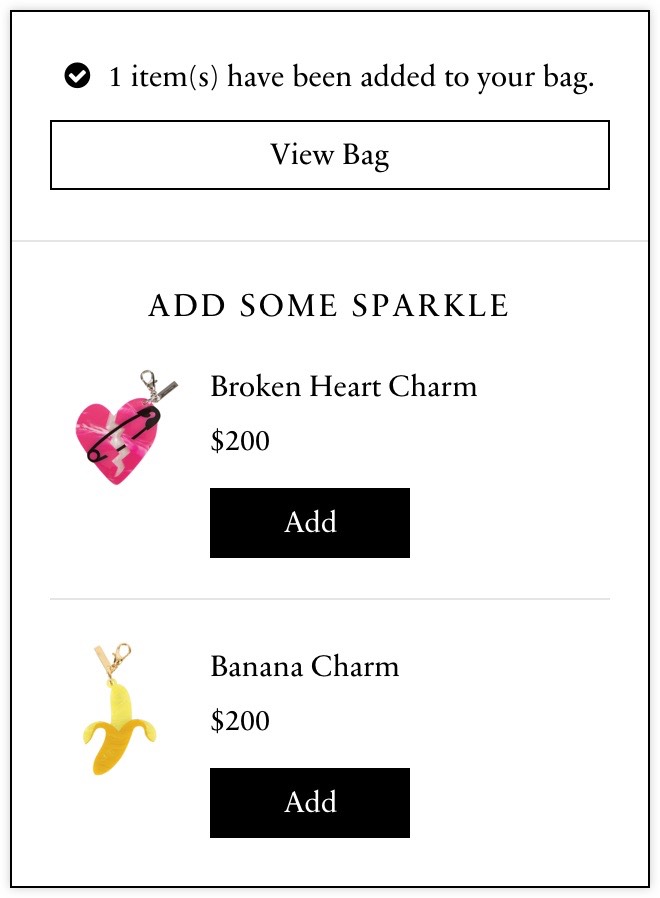 1 item(s) have been added to your bag.
View Bag
ADD SOME SPARKLE
Broken Heart Charm
$200
Add
Banana Charm
$200
Add